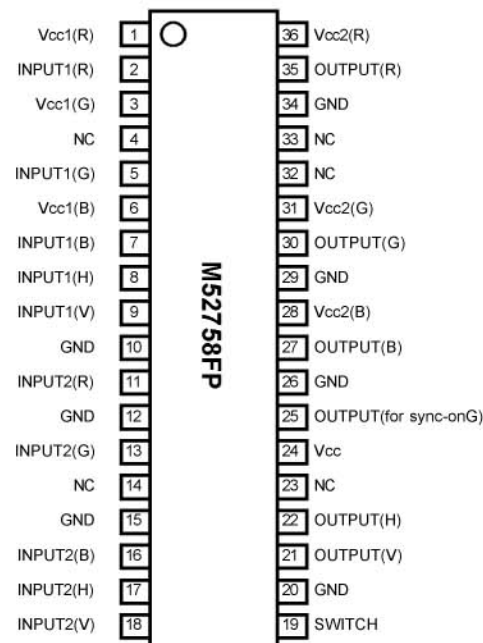 Vcc1(R) 1 36 Vcc2(R)
INPUT1(R) 2 35 OUTPUT(R)
Vcc1(G) 3 34 GND
NC 4 33 NC
INPUT1(G) 5 32 NC
Vcc1(B) 6 31 Vcc2(G)
INPUT1(B) 7 30 OUTPUT(G)
INPUT1(H) 8 29 GND
INPUT1(V) 9 28 Vcc2(B)
GND 10 27 OUTPUT(B)
INPUT2(R) 11 26 GND
GND 12 25 OUTPUT(for sync-onG)
INPUT2(G) 13 24 Vcc
NC 14 23 NC
GND 15 22 OUTPUT(H)
INPUT2(B) 16 21 OUTPUT(V)
INPUT2(H) 17 20 GND
INPUT2(V) 18 19 SWITCH
M52758FP